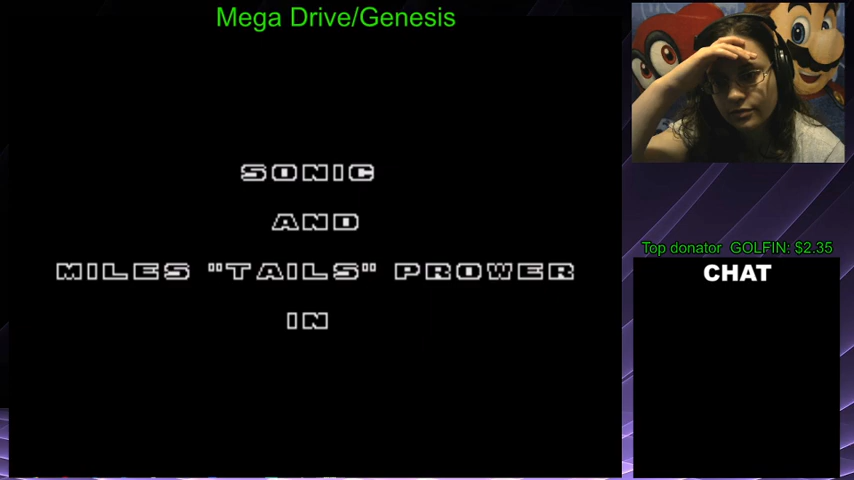 Mega Drive/Genesis
SONIC
AND
MILES "TAILS" PROWER
IN
Top donator GOLFIN: $2.35
CHAT